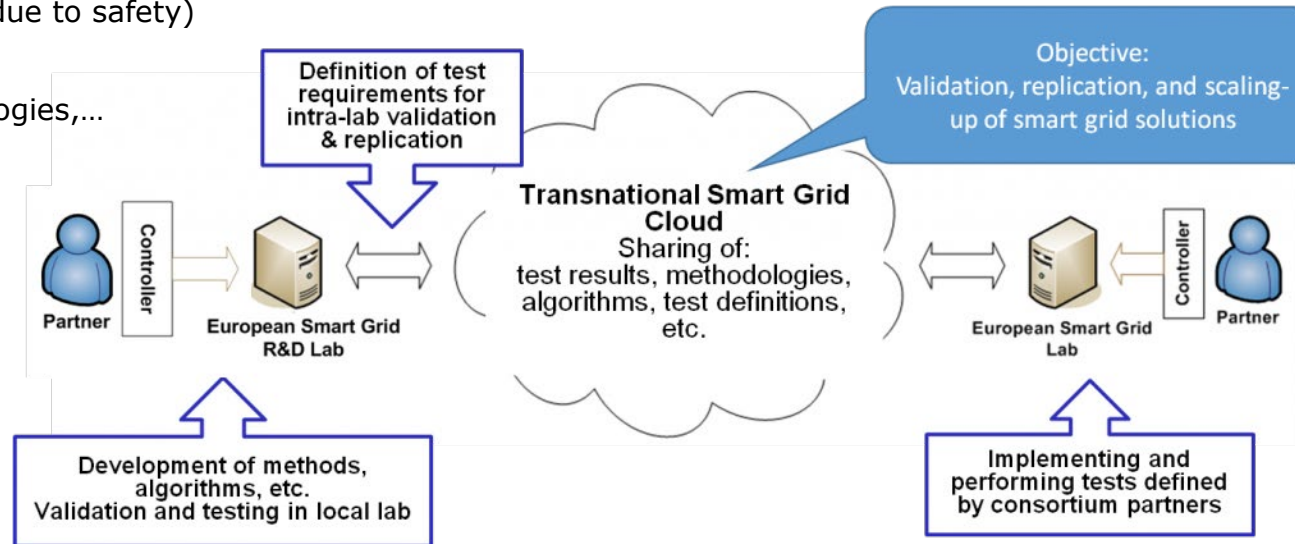 due to safety)
ogies,…
Definition of test
requirements for
intra-lab validation
& replication
Objective:
Validation, replication, and scaling-
up of smart grid solutions
Transnational Smart Grid
Cloud
Sharing of:
test results, methodologies,
algorithms, test definitions,
etc.
Partner
Controller
European Smart Grid
R&D Lab
European Smart Grid
Lab
Controller
Partner
Development of methods,
algorithms, etc.
Validation and testing in local lab
Implementing and
performing tests defined
by consortium partners